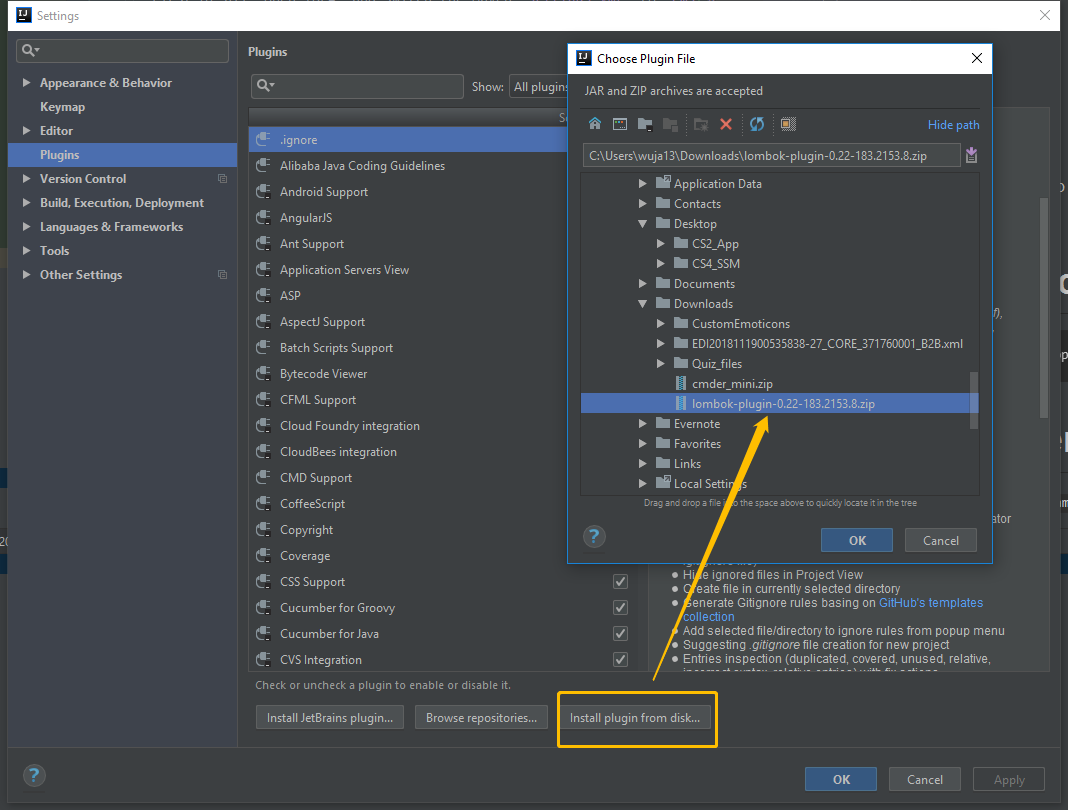 Settings
Appearance & Behavior
Keymap
Editor
Plugins
Version Control
Build, Execution, Deployment
Languages & Frameworks
Tools
Other Settings
Plugins
Show: All plugins
.ignore
Alibaba Java Coding Guidelines
Android Support
AngularJS
Ant Support
Application Servers View
ASP
AspectJ Support
Batch Scripts Support
Bytecode Viewer
CFML Support
Cloud Foundry integration
CloudBees integration
CMD Support
CoffeeScript
Copyright
Coverage
CSS Support
Cucumber for Groovy
Cucumber for Java
CVS Integration
Check or uncheck a plugin to enable or disable it.
Install JetBrains plugin...
Browse repositories...
Install plugin from disk...
Choose Plugin File
JAR and ZIP archives are accepted
Hide path
C:\Users\wuja13\Downloads\lombok-plugin-0.22-183.2153.8.zip
Application Data
Contacts
Desktop
CS2_App
CS4_SSM
Documents
Downloads
CustomEmoticons
EDI2018111900535838-27_CORE_371760001_B2B.xml
Quiz_files
cmder_mini.zip
lombok-plugin-0.22-183.2153.8.zip
Evernote
Favorites
Links
Local Settings
Drag and drop a file into the space above to quickly locate it in the tree
OK
Cancel
Hide ignored files in Project View
Create file in currently selected directory
Generate Gitignore rules basing on GitHub's templates
collection
Add selected file/directory to ignore rules from popup menu
Suggesting .gitignore file creation for new project
Entries inspection (duplicated, covered, unused, relative,
incorrect syntax, relative entries) with fix actions
OK
Cancel
Apply